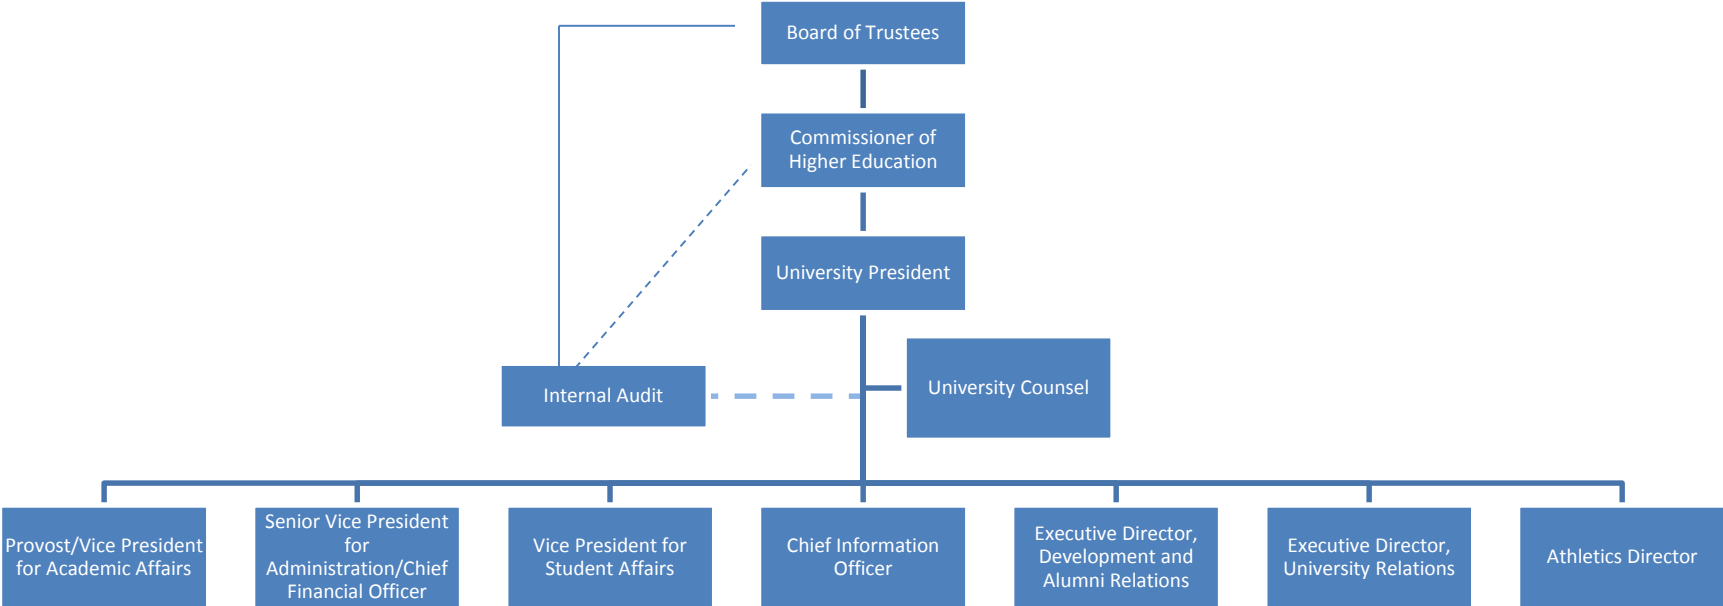 Board of Trustees
Commissioner of
Higher Education
University President
University Counsel
Internal Audit
Provost/Vice President
for Academic Affairs
Senior Vice President
for
Administration/Chief
Financial Officer
Vice President for
Student Affairs
Chief Information
Officer
Executive Director,
Development and
Alumni Relations
Executive Director,
University Relations
Athletics Director